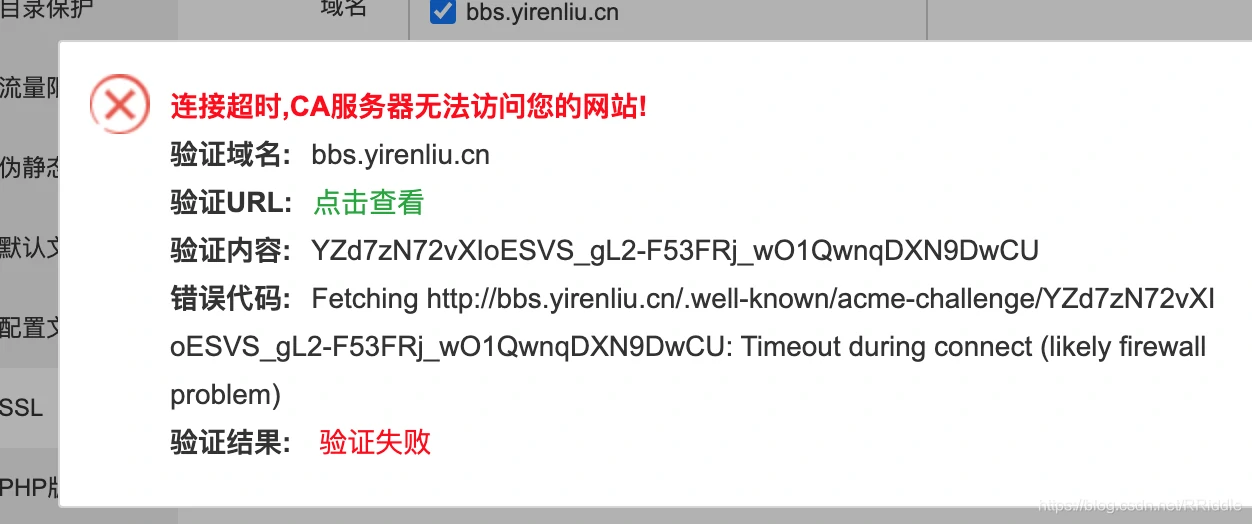 目录保护
域名
bbs.yirenliu.cn
流量限
连接超时,CA服务器无法访问您的网站!
验证域名: bbs.yirenliu.cn
伪静态
验证URL: 点击查看
默认文
验证内容: YZd7zN72vXIoESVS_gL2-F53FRj_wO1QwnqDXN9DwCU
配置文
错误代码: Fetching http://bbs.yirenliu.cn/.well-known/acme-challenge/YZd7zN72vXI
oESVS_gL2-F53FRj_wO1QwnqDXN9DwCU: Timeout during connect (likely firewall
problem)
SSL
验证结果: 验证失败
PHP版
https://blog.csdn.net/RRiddle